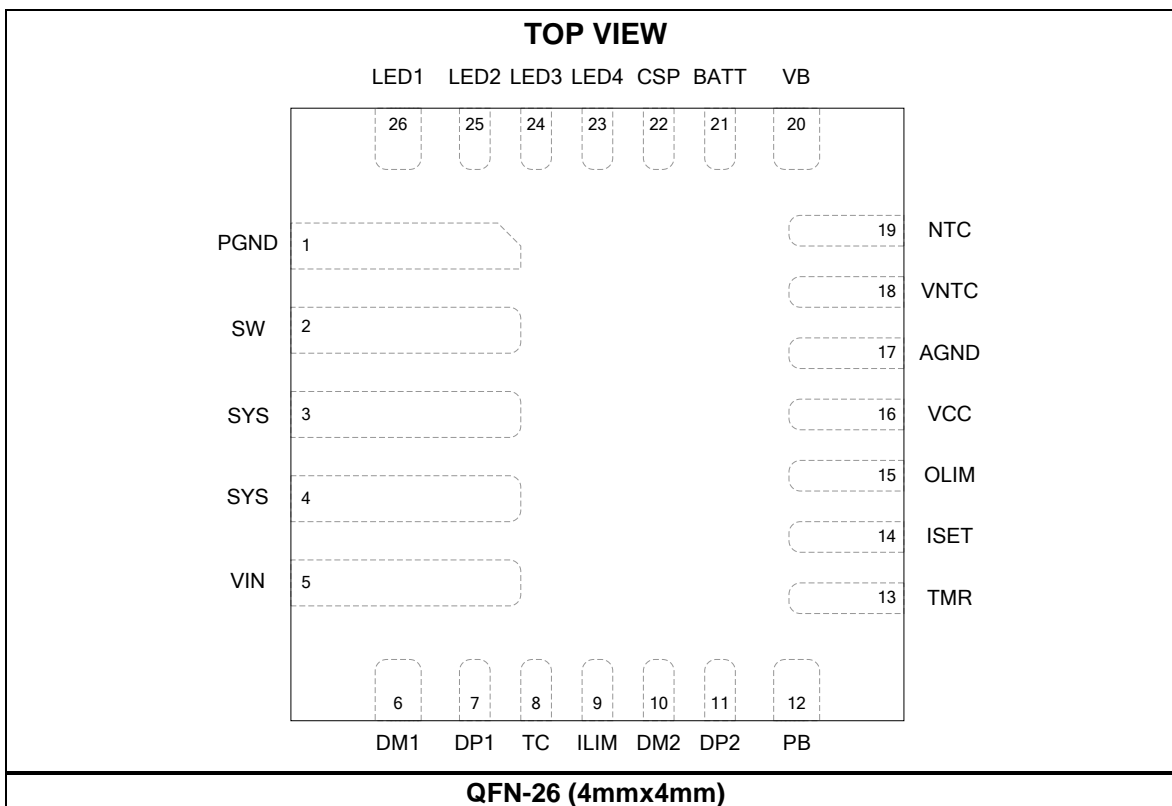 TOP VIEW
LED1 LED2 LED3 LED4 CSP BATT VB
26 25 24 23 22 21 20
19 NTC
PGND 1
18 VNTC
SW 2
17 AGND
SYS 3
16 VCC
15 OLIM
SYS 4
14 ISET
VIN 5
13 TMR
6 7 8 9 10 11 12
DM1 DP1 TC ILIM DM2 DP2 PB
QFN-26 (4mmx4mm)